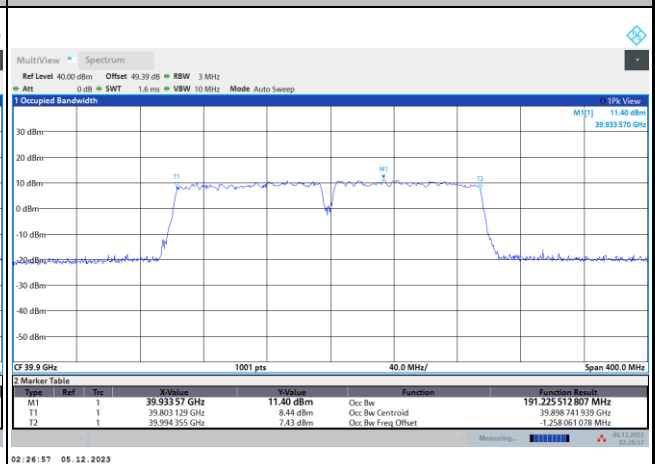 MultiView Spectrum
Ref Level 40.00 dBm Offset 49.39 dB RBW 3 MHz
Att 0 dB SWT 1.6 ms VBW 10 MHz Mode Auto Sweep
1 Occupied Bandwidth 1Pk View
M1[1] 11.40 dBm
39.933 570 GHz
30 dBm
20 dBm
T1 M1 T2
10 dBm
0 dBm
-10 dBm
-20 dBm
-30 dBm
-40 dBm
-50 dBm
CF 39.9 GHz 1001 pts 40.0 MHz/ Span 400.0 MHz
2 Marker Table
Type Ref Trc X-Value Y-Value Function Function Result
M1 1 39.933 57 GHz 11.40 dBm Occ Bw 191.225 512 807 MHz
T1 1 39.803 129 GHz 8.44 dBm Occ Bw Centroid 39.898 741 939 GHz
T2 1 39.994 355 GHz 7.43 dBm Occ Bw Freq Offset -1.258 061 078 MHz
Measuring... 05.12.2023
02:26:57
02:26:57 05.12.2023